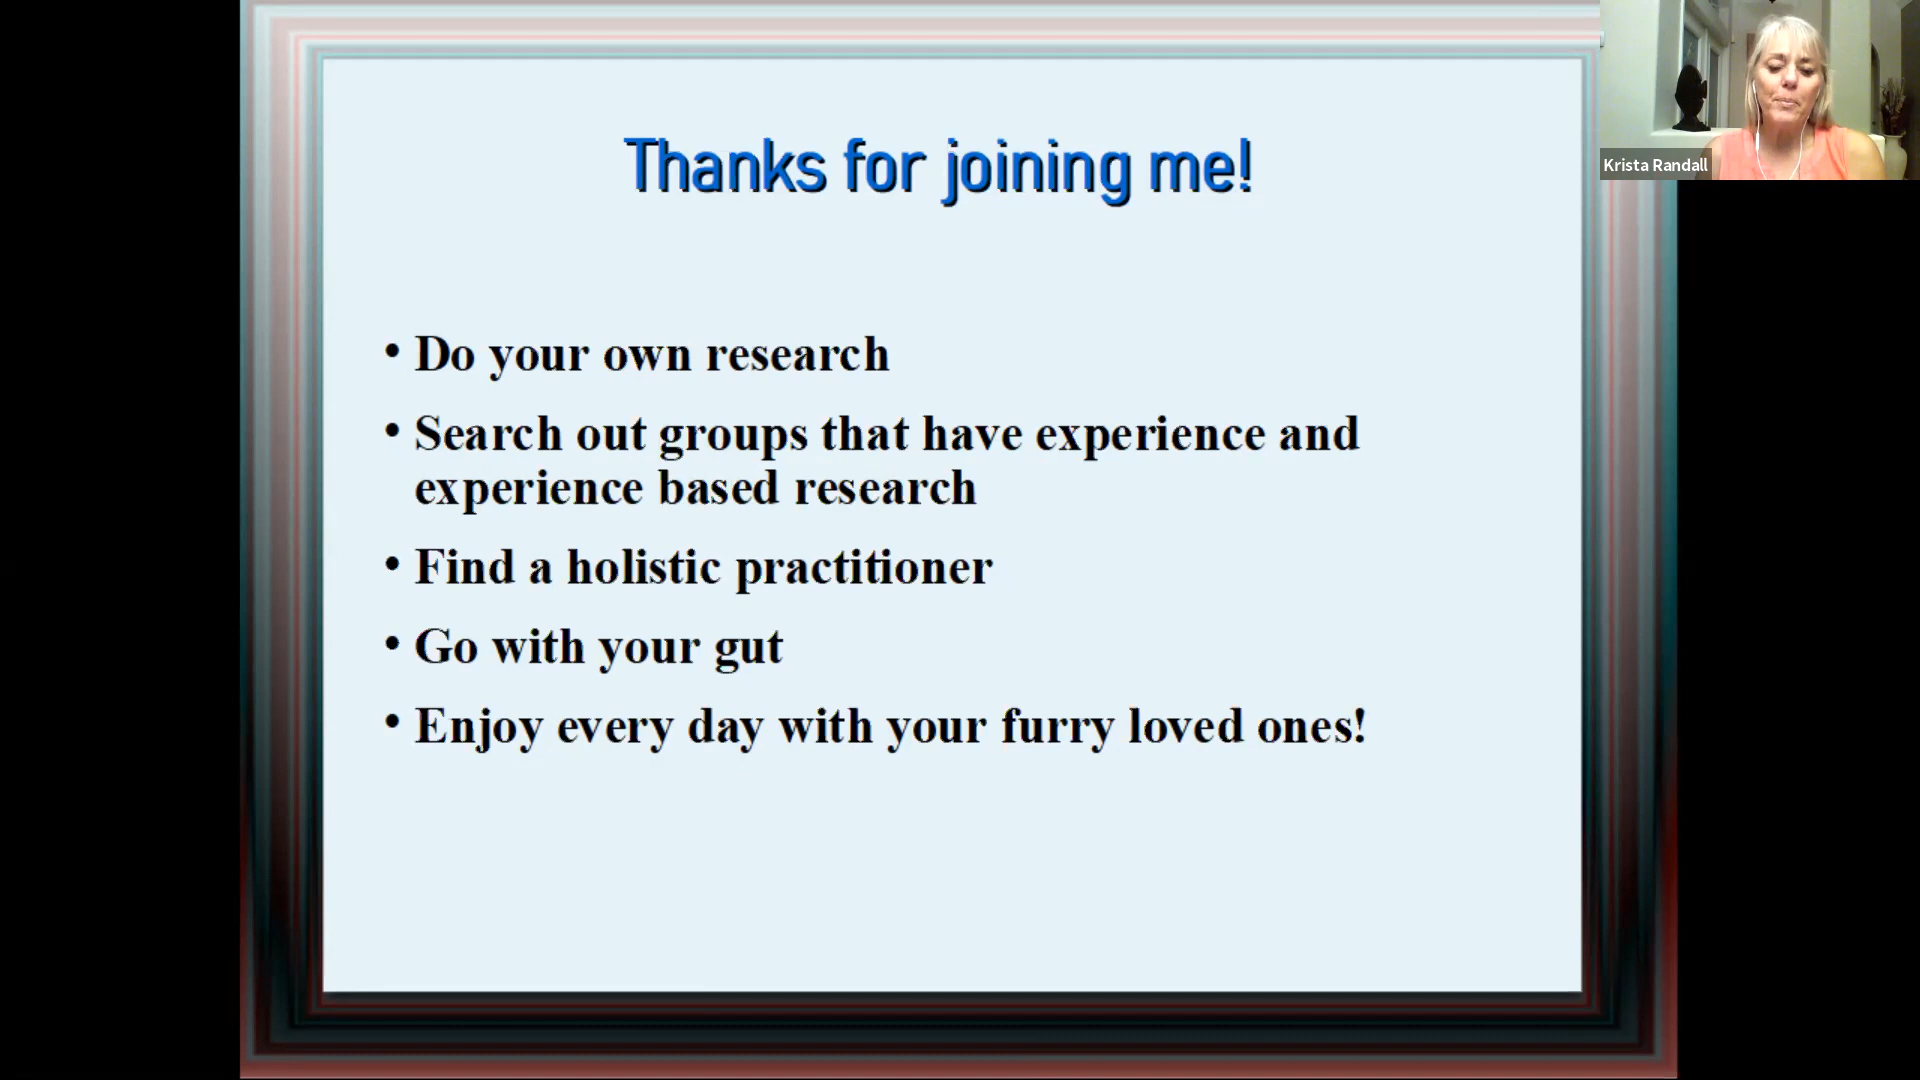 Thanks for joining me!
Krista Randall
• Do your own research
• Search out groups that have experience and
experience based research
• Find a holistic practitioner
• Go with your gut
• Enjoy every day with your furry loved ones!